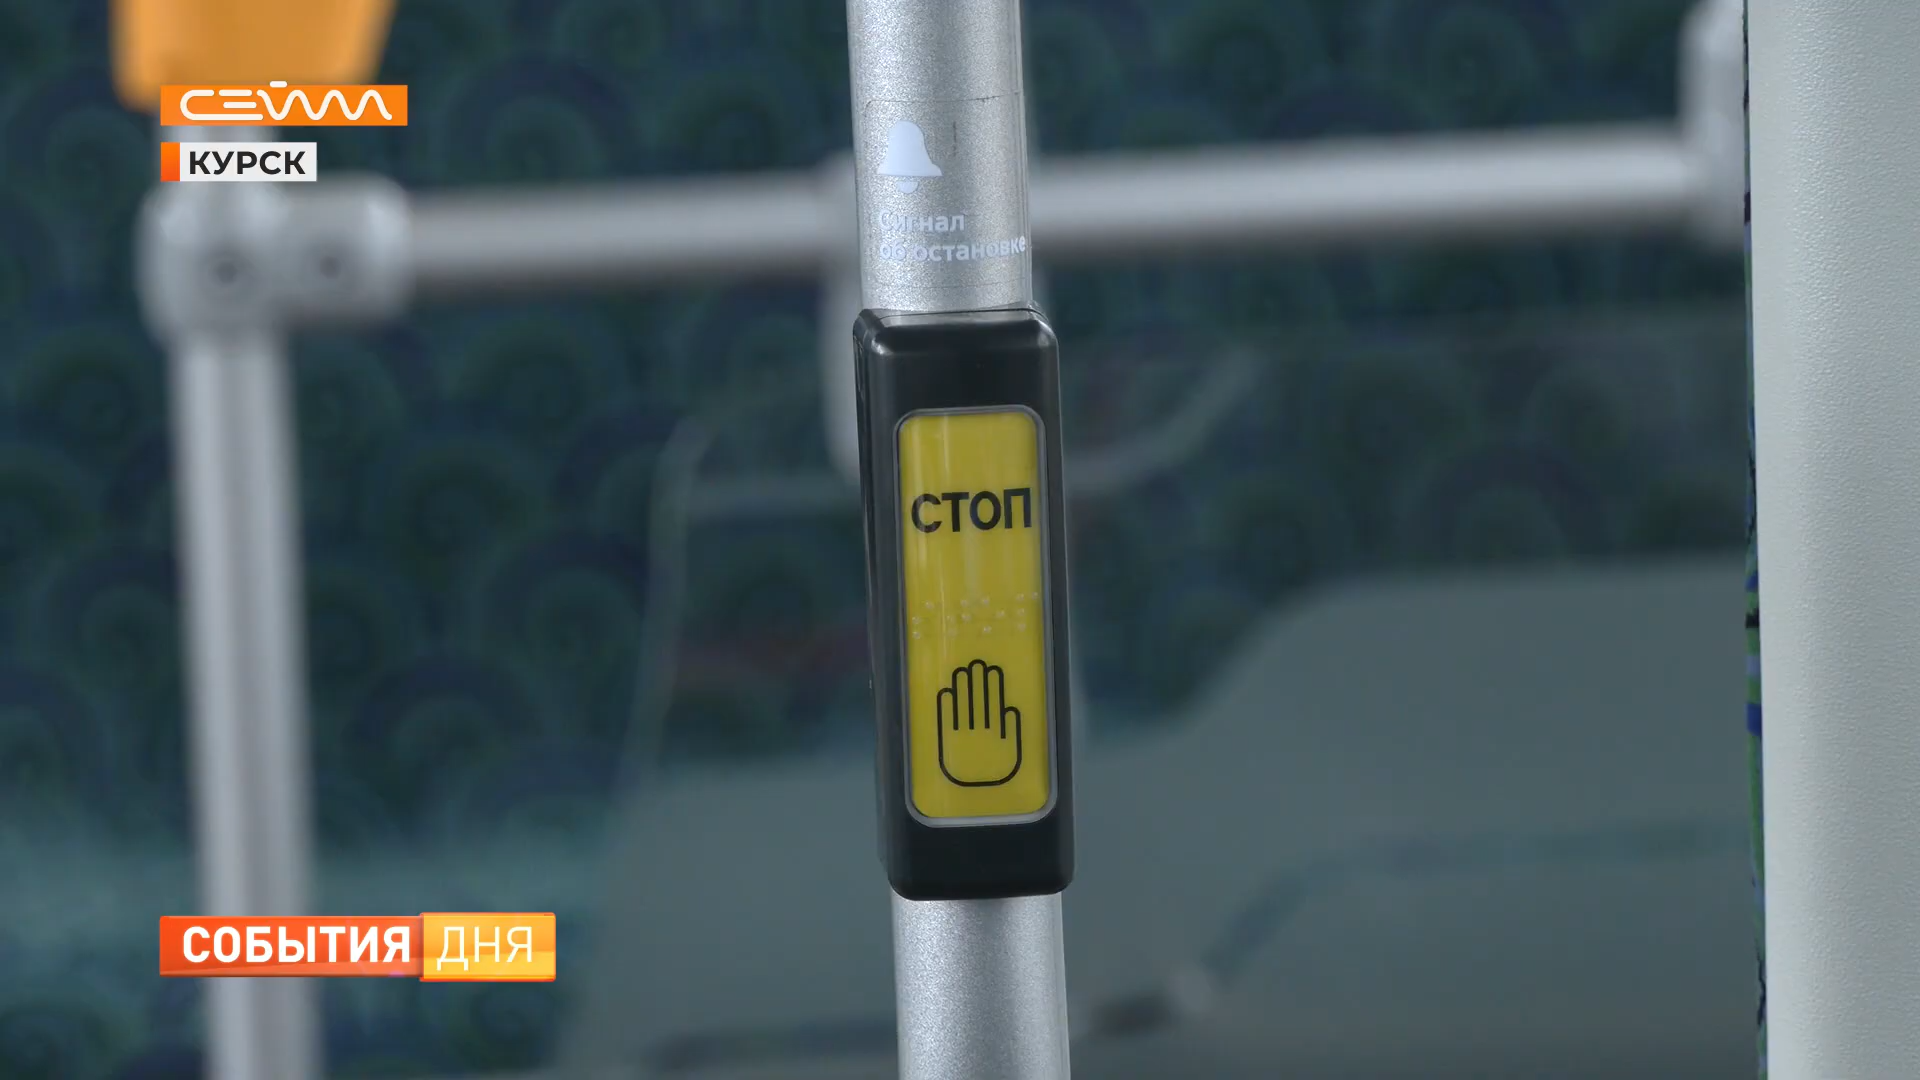 СЕЙМ
КУРСК
Сигнал
об остановке
СТОП
СОБЫТИЯ ДНЯ